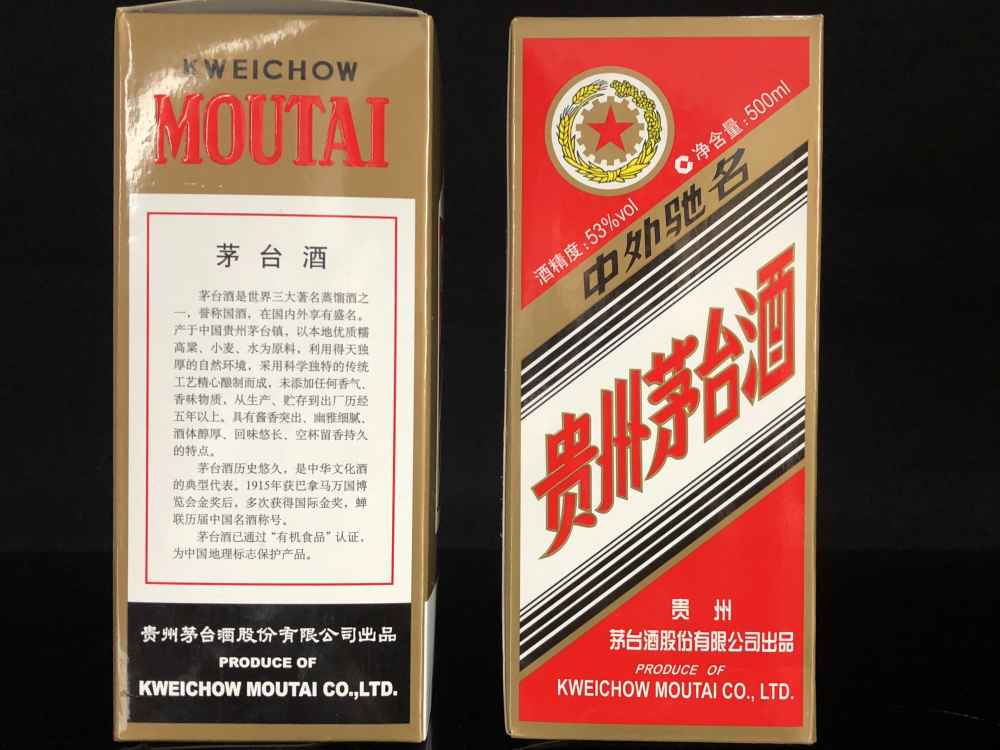 KWEICHOW
MOUTAI
茅台酒
茅台酒是世界三大著名蒸馏酒之
一，誉称国酒，在国内外享有盛名。
产于中国贵州茅台镇，以本地优质糯
高粱、小麦、水为原料，利用得天独
厚的自然环境，采用科学独特的传统
工艺精心酿制而成，未添加任何香气、
香味物质，从生产、贮存到出厂历经
五年以上。具有酱香突出、幽雅细腻、
酒体醇厚、回味悠长、空杯留香持久
的特点。
茅台酒历史悠久，是中华文化酒
的典型代表。1915年获巴拿马万国博
览会金奖后，多次获得国际金奖，蝉
联历届中国名酒称号。
茅台酒已通过“有机食品”认证，
为中国地理标志保护产品。
贵州茅台酒股份有限公司出品
PRODUCE OF
KWEICHOW MOUTAI CO.,LTD.
净含量:500ml
酒精度:53%vol
中外驰名
贵州茅台酒
贵州
茅台酒股份有限公司出品
PRODUCE OF
KWEICHOW MOUTAI CO., LTD.